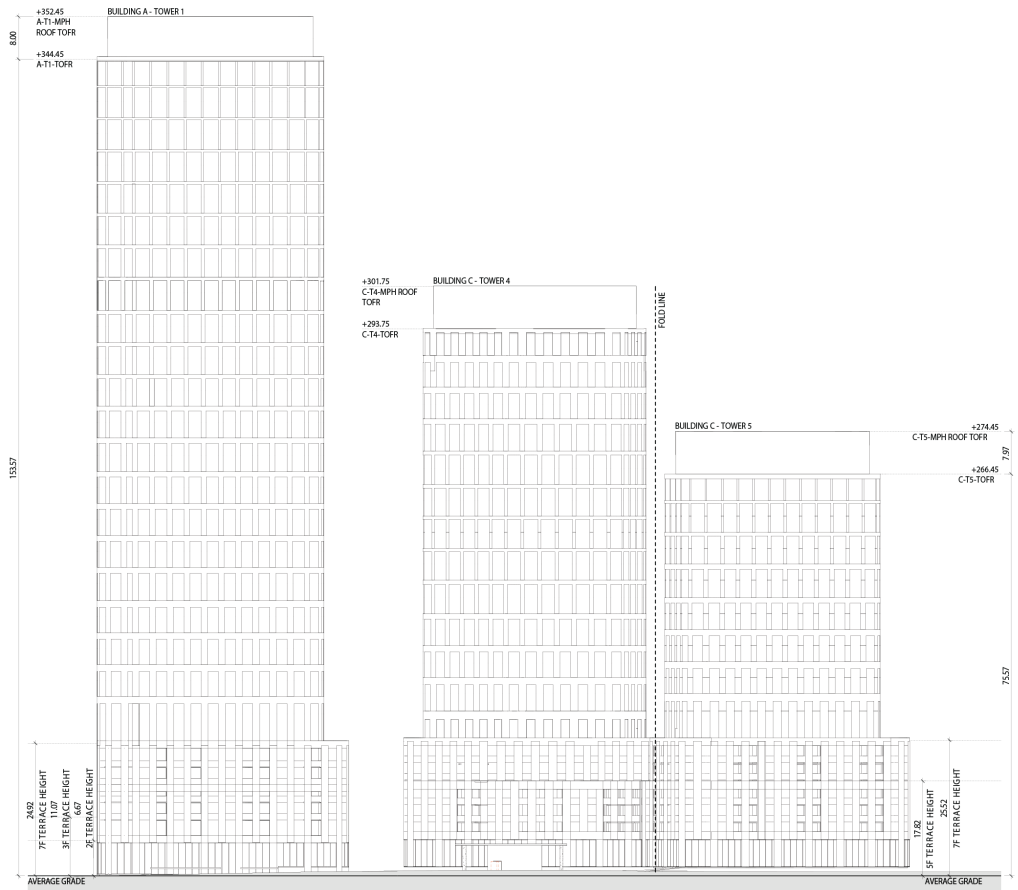 +352.45
A-T1-MPH
ROOF TOFR
BUILDING A - TOWER 1
8.00
+344.45
A-T1-TOFR
153.57
+301.75
C-T4-MPH ROOF
TOFR
BUILDING C - TOWER 4
FOLD LINE
+293.75
C-T4-TOFR
BUILDING C - TOWER 5
+274.45
C-T5-MPH ROOF TOFR
7.97
+266.45
C-T5-TOFR
75.57
24.92
7F TERRACE HEIGHT
11.07
3F TERRACE HEIGHT
6.67
2F TERRACE HEIGHT
17.82
5F TERRACE HEIGHT
25.52
7F TERRACE HEIGHT
AVERAGE GRADE
AVERAGE GRADE